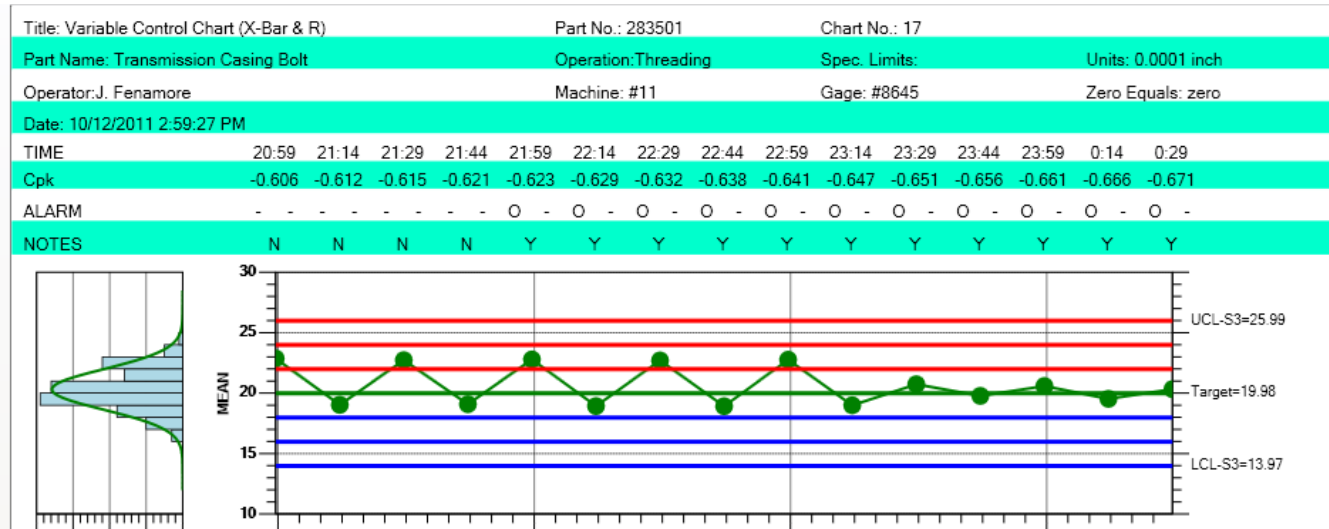 Title: Variable Control Chart (X-Bar & R) Part No.: 283501 Chart No.: 17
Part Name: Transmission Casing Bolt Operation:Threading Spec. Limits: Units: 0.0001 inch
Operator:J. Fenamore Machine: #11 Gage: #8645 Zero Equals: zero
Date: 10/12/2011 2:59:27 PM
TIME 20:59 21:14 21:29 21:44 21:59 22:14 22:29 22:44 22:59 23:14 23:29 23:44 23:59 0:14 0:29
Cpk -0.606 -0.612 -0.615 -0.621 -0.623 -0.629 -0.632 -0.638 -0.641 -0.647 -0.651 -0.656 -0.661 -0.666 -0.671
ALARM - - - - - - - - O - O - O - O - O - O - O - O - O - O - O -
NOTES N N N N Y Y Y Y Y Y Y Y Y Y Y
30
UCL-S3=25.99
25
MEAN
20
Target=19.98
15
LCL-S3=13.97
10